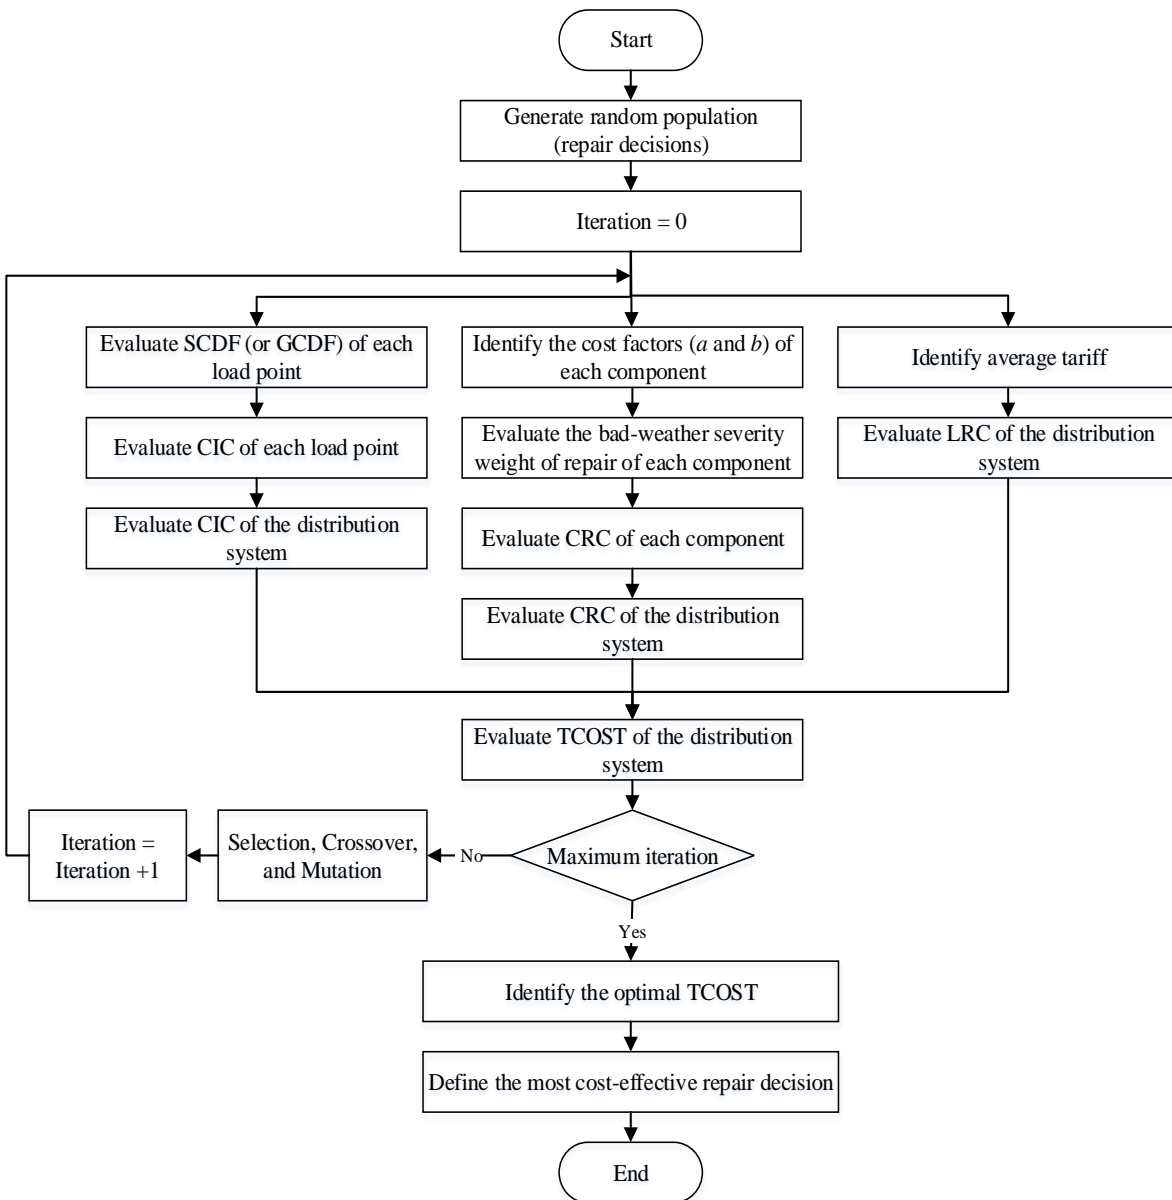 Start
Generate random population
(repair decisions)
Iteration = 0
Evaluate SCDF (or GCDF) of each
load point
Identify the cost factors (a and b) of
each component
Identify average tariff
Evaluate CIC of each load point
Evaluate the bad-weather severity
weight of repair of each component
Evaluate LRC of the distribution
system
Evaluate CIC of the distribution
system
Evaluate CRC of each component
Evaluate CRC of the distribution
system
Evaluate TCOST of the distribution
system
Iteration =
Iteration +1
Selection, Crossover,
and Mutation
No
Maximum iteration
Yes
Identify the optimal TCOST
Define the most cost-effective repair decision
End